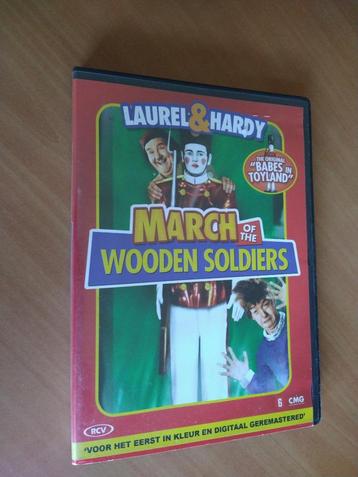 LAUREL & HARDY
THE ORIGINAL
"BABES IN
TOYLAND"
MARCH OF THE
WOODEN SOLDIERS
6
CMG
RCV
'VOOR HET EERST IN KLEUR EN DIGITAAL GEREMASTERED'